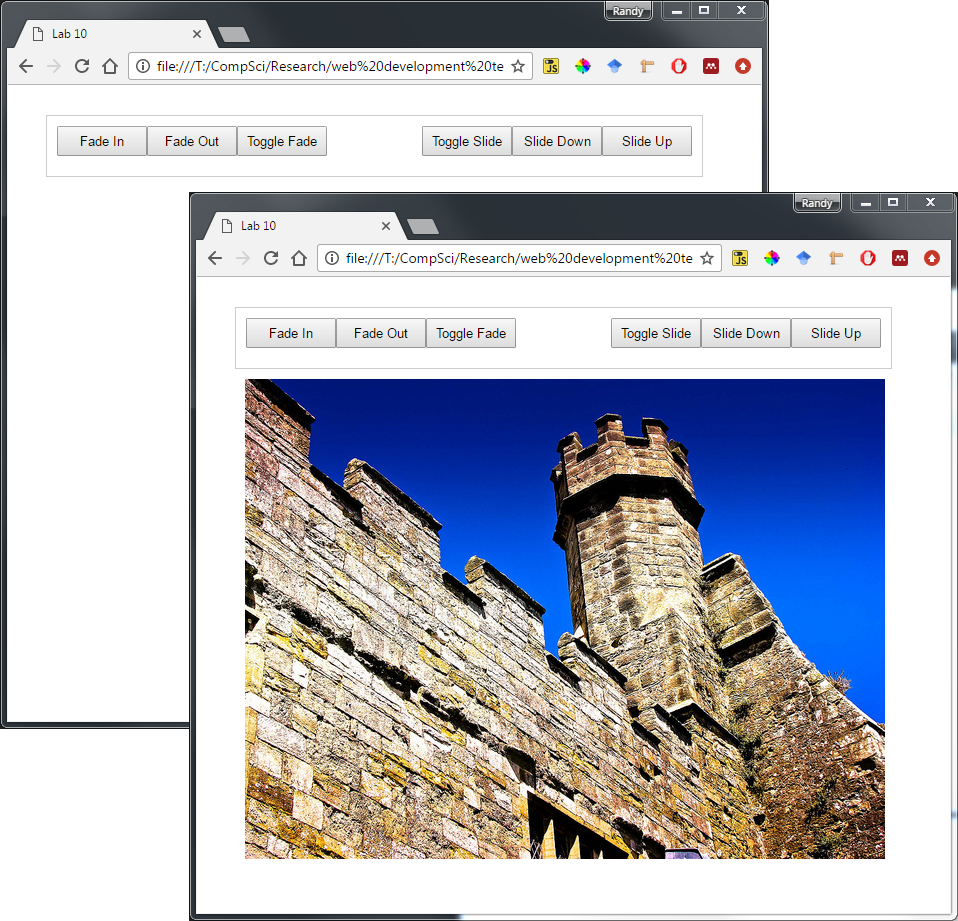 Randy
Lab 10
file:///T:/CompSci/Research/web%20development%20te
JS
Fade In Fade Out Toggle Fade Toggle Slide Slide Down Slide Up
Randy
Lab 10
file:///T:/CompSci/Research/web%20development%20te
JS
Fade In Fade Out Toggle Fade Toggle Slide Slide Down Slide Up